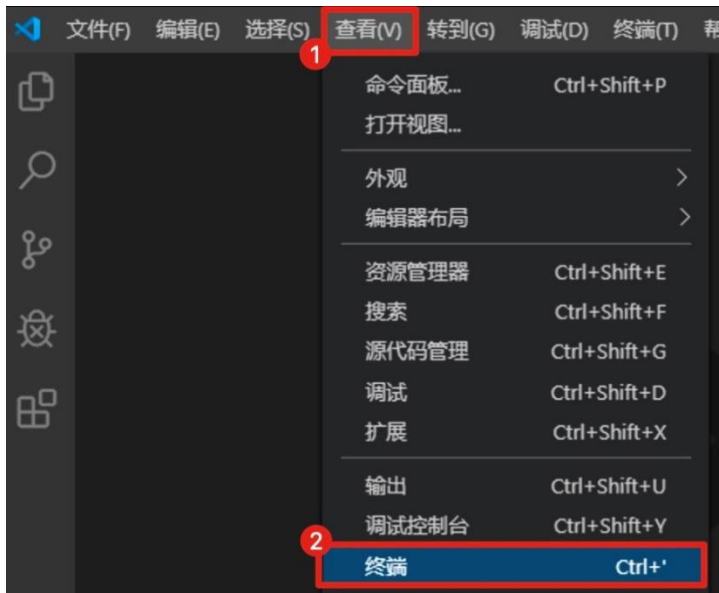 文件(F) 编辑(E) 选择(S) 查看(V) 转到(G) 调试(D) 终端(T) 帮
1
命令面板... Ctrl+Shift+P
打开视图...
外观
编辑器布局
资源管理器 Ctrl+Shift+E
搜索 Ctrl+Shift+F
源代码管理 Ctrl+Shift+G
调试 Ctrl+Shift+D
扩展 Ctrl+Shift+X
输出 Ctrl+Shift+U
调试控制台 Ctrl+Shift+Y
2
终端 Ctrl+'